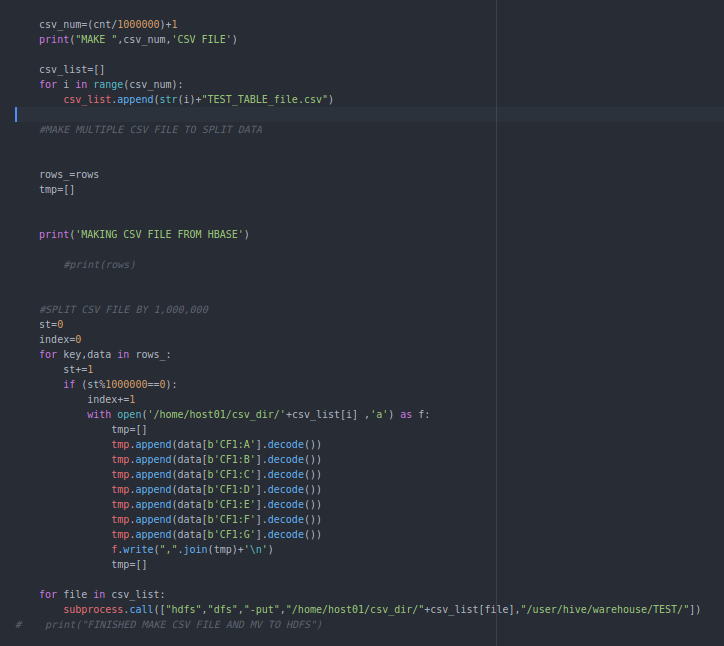 csv_num=(cnt/1000000)+1
print("MAKE ",csv_num,'CSV FILE')
csv_list=[]
for i in range(csv_num):
csv_list.append(str(i)+"TEST_TABLE_file.csv")
#MAKE MULTIPLE CSV FILE TO SPLIT DATA
rows_=rows
tmp=[]
print('MAKING CSV FILE FROM HBASE')
#print(rows)
#SPLIT CSV FILE BY 1,000,000
st=0
index=0
for key,data in rows_:
st+=1
if (st%1000000==0):
index+=1
with open('/home/host01/csv_dir/'+csv_list[i] ,'a') as f:
tmp=[]
tmp.append(data[b'CF1:A'].decode())
tmp.append(data[b'CF1:B'].decode())
tmp.append(data[b'CF1:C'].decode())
tmp.append(data[b'CF1:D'].decode())
tmp.append(data[b'CF1:E'].decode())
tmp.append(data[b'CF1:F'].decode())
tmp.append(data[b'CF1:G'].decode())
f.write(",".join(tmp)+'\n')
tmp=[]
for file in csv_list:
subprocess.call(["hdfs","dfs","-put","/home/host01/csv_dir/"+csv_list[file],"/user/hive/warehouse/TEST/"])
#    print("FINISHED MAKE CSV FILE AND MV TO HDFS")